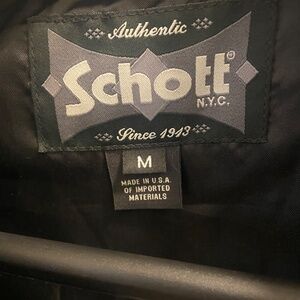 Authentic
Schott®
N.Y.C.
Since 1913
M
MADE IN U.S.A.
OF IMPORTED
MATERIALS